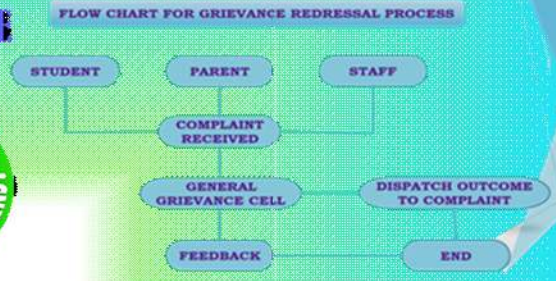 FLOW CHART FOR GRIEVANCE REDRESSAL PROCESS
STUDENT
PARENT
STAFF
COMPLAINT
RECEIVED
GENERAL
GRIEVANCE CELL
DISPATCH OUTCOME
TO COMPLAINT
FEEDBACK
END